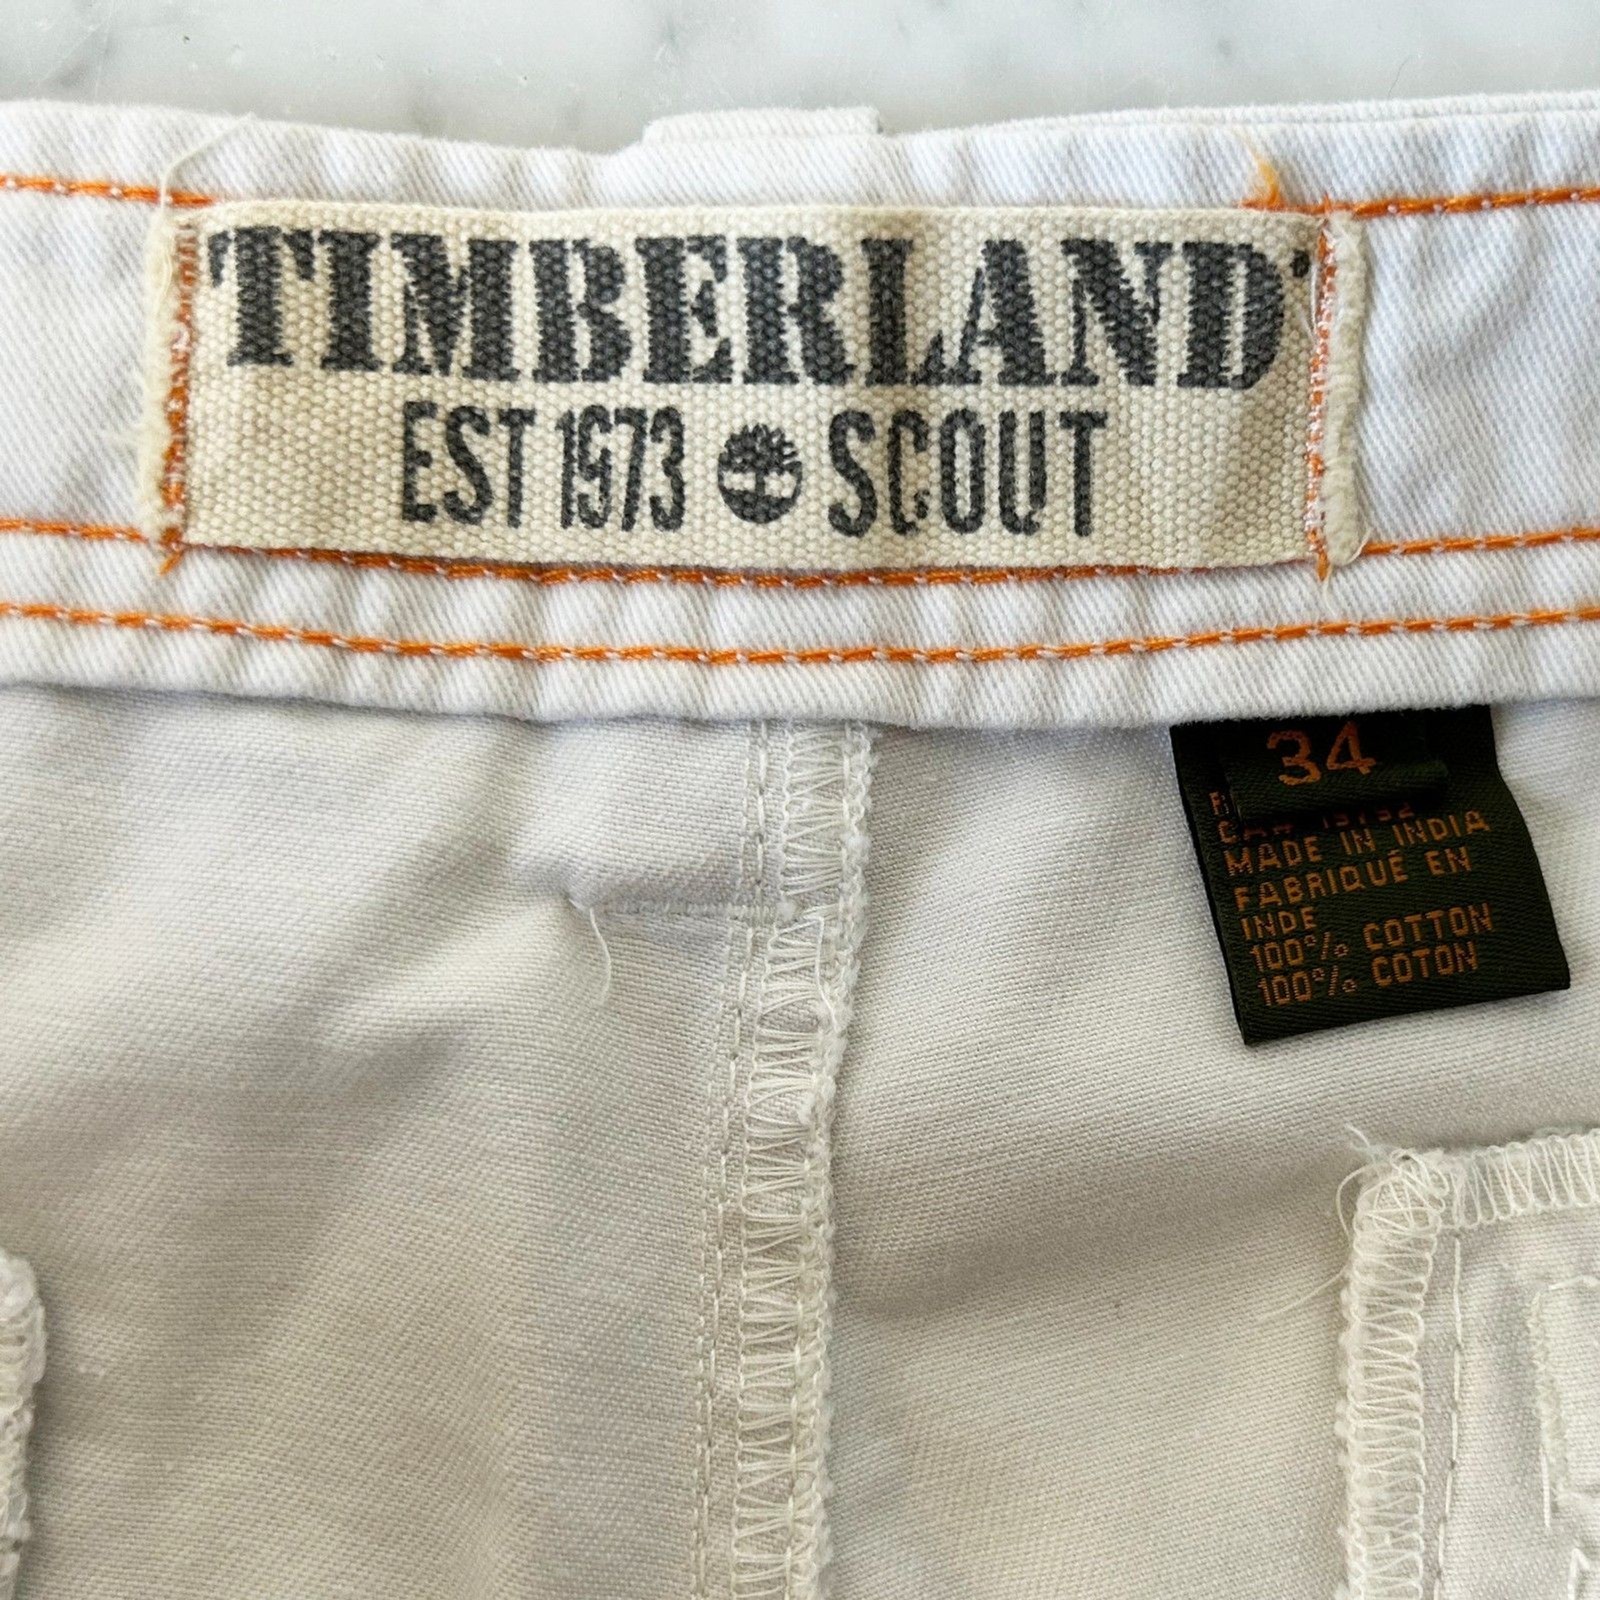 TIMBERLAND
EST 1973 SCOUT
34
MADE IN INDIA
FABRIQUÉ EN
INDE
100% COTTON
100% COTON